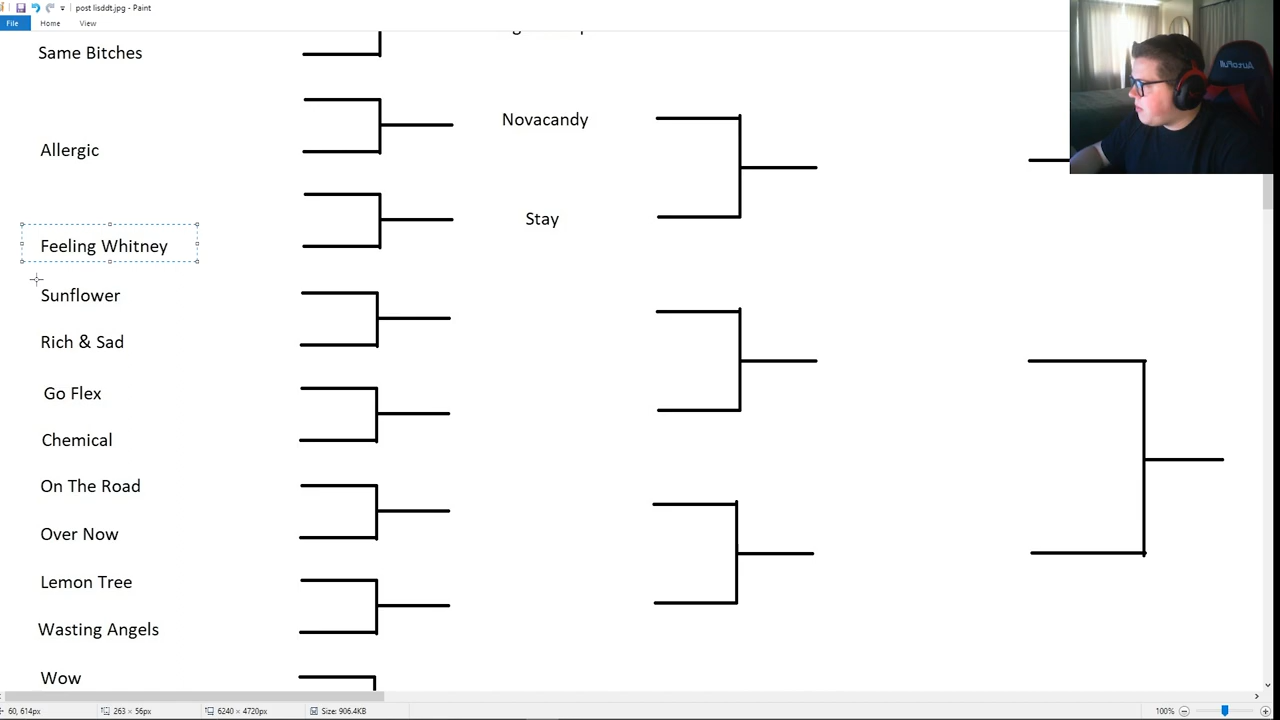 post lisddt.jpg - Paint
File Home View
Same Bitches
Novacandy
Allergic
Stay
Feeling Whitney
Sunflower
Rich & Sad
Go Flex
Chemical
On The Road
Over Now
Lemon Tree
Wasting Angels
Wow
60, 614px 263 × 56px 6240 × 4720px Size: 906.4KB 100%